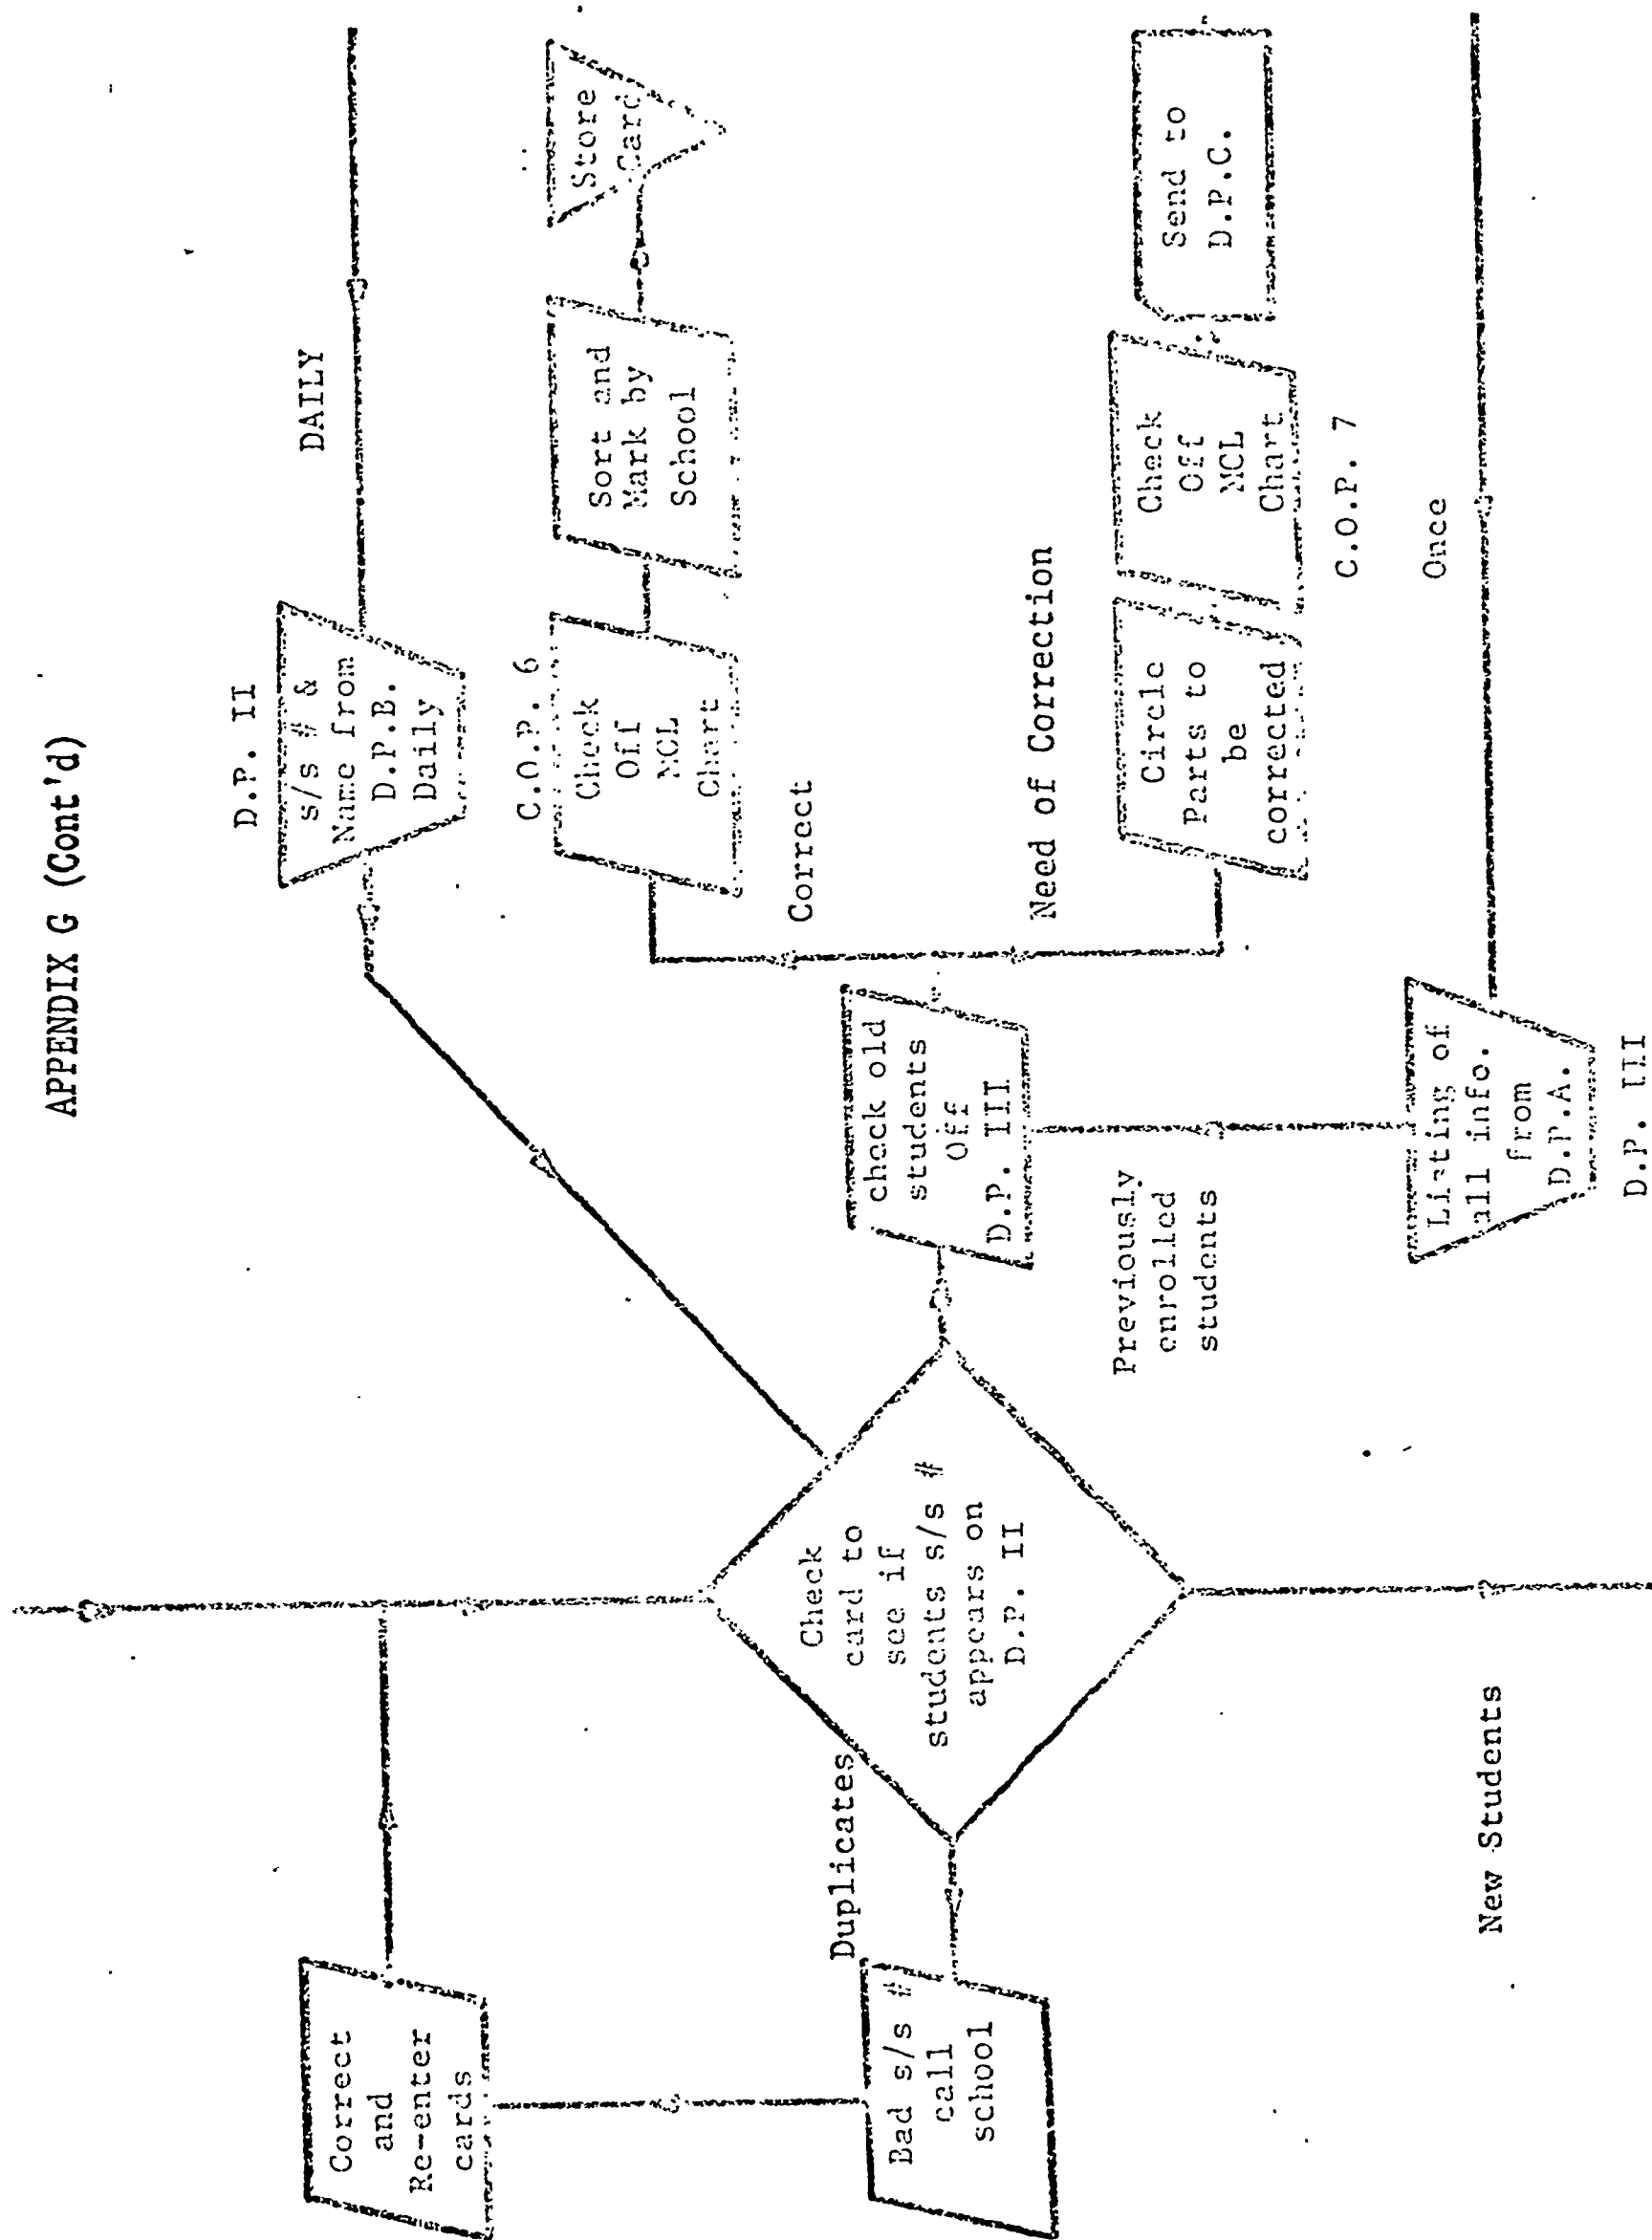 APPENDIX G (Cont'd)
D.P. II
s/s # &
Name from
D.P.B.
Daily
DAILY
Correct
and
Re-enter
cards
C.O.P. 6
Check
Off
MCL
Chart
Sort and
Mark by
School
Store
Card
Correct
Duplicates
Bad s/s #
call
school
Check
card to
see if
students s/s #
appears on
D.P. II
check old
students
Off
D.P. III
Need of Correction
Previously
enrolled
students
Circle
Parts to
be
corrected
Check
Off
MCL
Chart
Send to
D.P.C.
C.O.P. 7
Once
New Students
Listing of
all info.
from
D.P.A.
D.P. III